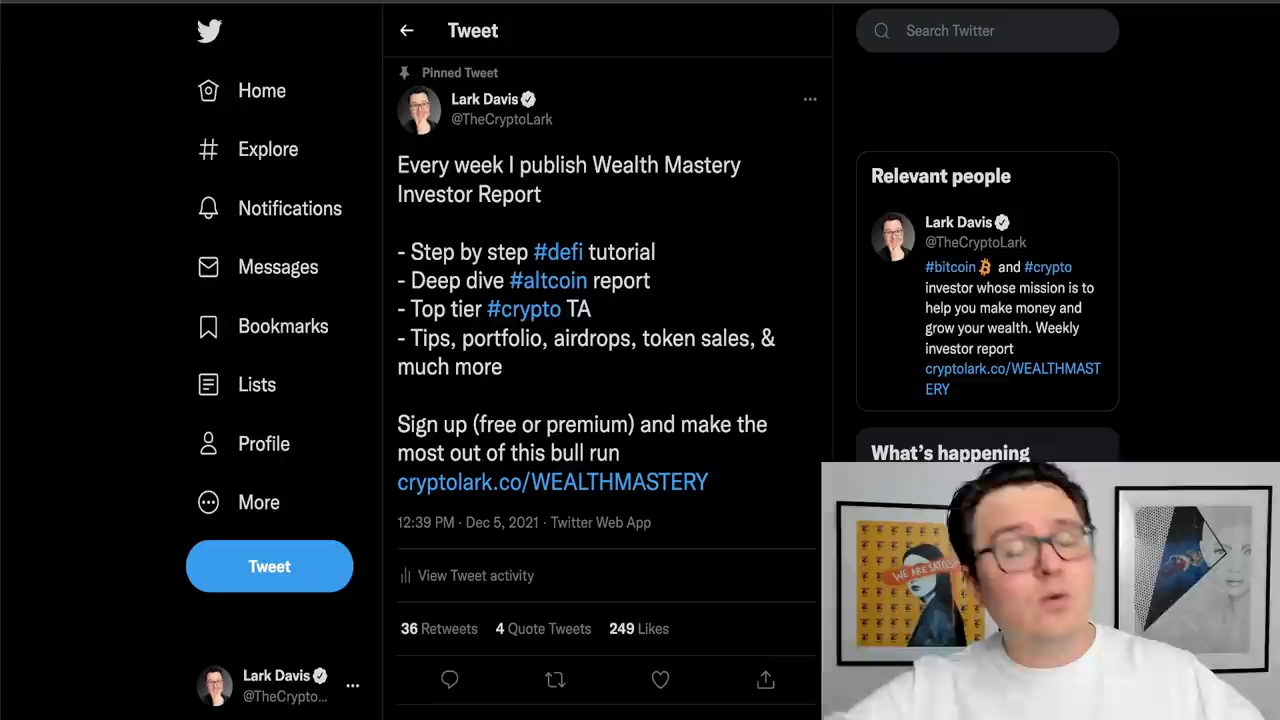 Home
Explore
Notifications
Messages
Bookmarks
Lists
Profile
More
Tweet
Lark Davis
@TheCrypto...
Tweet
Pinned Tweet
Lark Davis
@TheCryptoLark
Every week I publish Wealth Mastery
Investor Report
- Step by step #defi tutorial
- Deep dive #altcoin report
- Top tier #crypto TA
- Tips, portfolio, airdrops, token sales, &
much more
Sign up (free or premium) and make the
most out of this bull run
cryptolark.co/WEALTHMASTERY
12:39 PM · Dec 5, 2021 · Twitter Web App
View Tweet activity
36 Retweets 4 Quote Tweets 249 Likes
Search Twitter
Relevant people
Lark Davis
@TheCryptoLark
#bitcoin and #crypto
investor whose mission is to
help you make money and
grow your wealth. Weekly
investor report
cryptolark.co/WEALTHMAST
ERY
What's happening
WE ARE